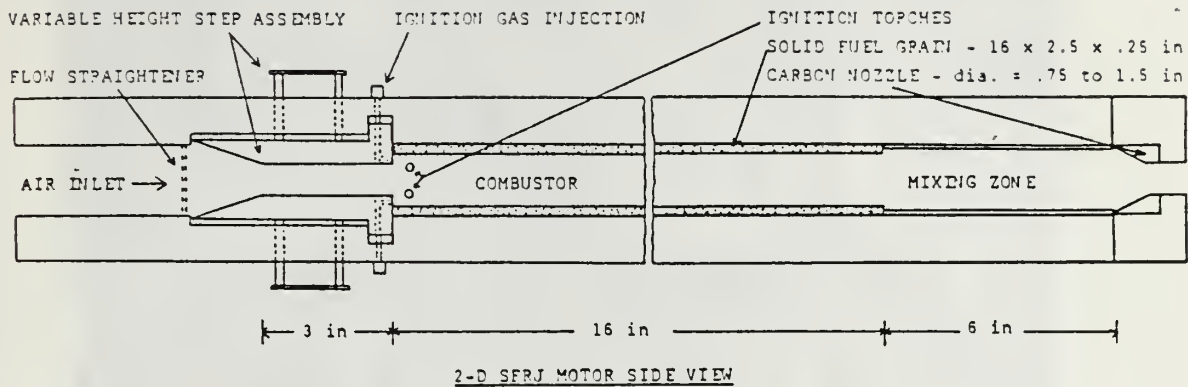 VARIABLE HEIGHT STEP ASSEMBLY
IGNITION GAS INJECTION
IGNITION TORCHES
SOLID FUEL GRAIN - 16 x 2.5 x .25 in
FLOW STRAIGHTENER
CARBON NOZZLE - dia. = .75 to 1.5 in
AIR INLET
COMBUSTOR
MIXING ZONE
3 in
16 in
6 in
2-D SFRJ MOTOR SIDE VIEW